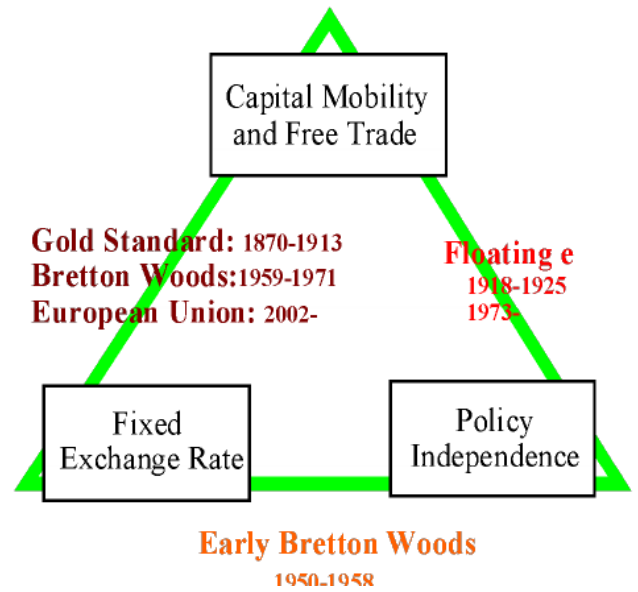 Capital Mobility
and Free Trade
Gold Standard: 1870-1913
Bretton Woods:1959-1971
European Union: 2002-
Floating e
1918-1925
1973-
Fixed
Exchange Rate
Policy
Independence
Early Bretton Woods
1950-1958